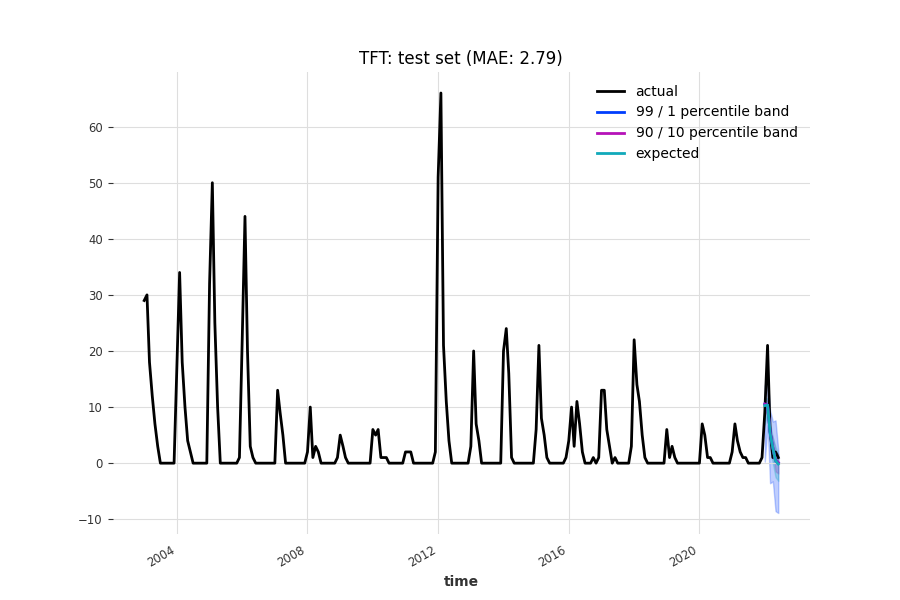 TFT: test set (MAE: 2.79)
actual
99 / 1 percentile band
90 / 10 percentile band
expected
60
50
40
30
20
10
0
−10
2004
2008
2012
2016
2020
time